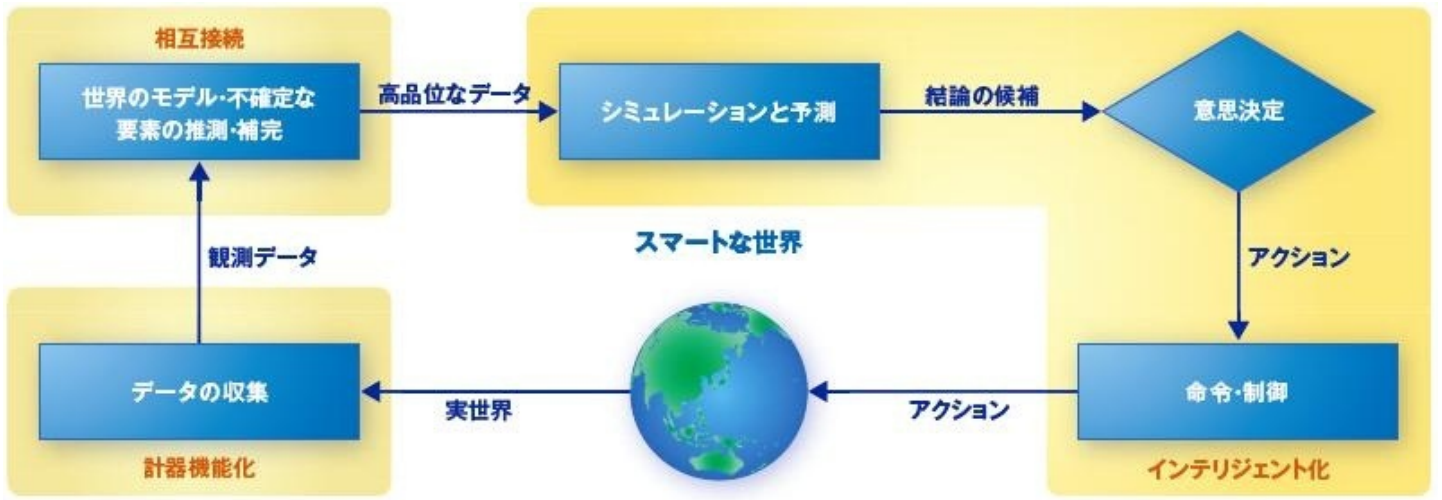 相互接続
世界のモデル・不確定な
要素の推測・補完
高品位なデータ
シミュレーションと予測
結論の候補
意思決定
観測データ
スマートな世界
アクション
データの収集
実世界
アクション
命令・制御
計器機能化
インテリジェント化